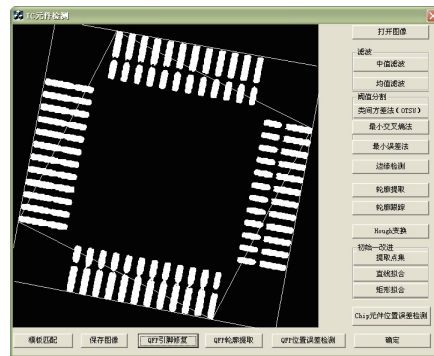 IC元件检测
打开图像
滤波
中值滤波
均值滤波
阈值分割
类间方差法(OTSU)
最小交叉熵法
最小误差法
边缘检测
轮廓提取
轮廓跟踪
Hough变换
初始—改进
提取点集
直线拟合
矩形拟合
Chip元件位置误差检测
模板匹配
保存图像
QFP引脚修复
QFP轮廓提取
QFP位置误差检测
确定